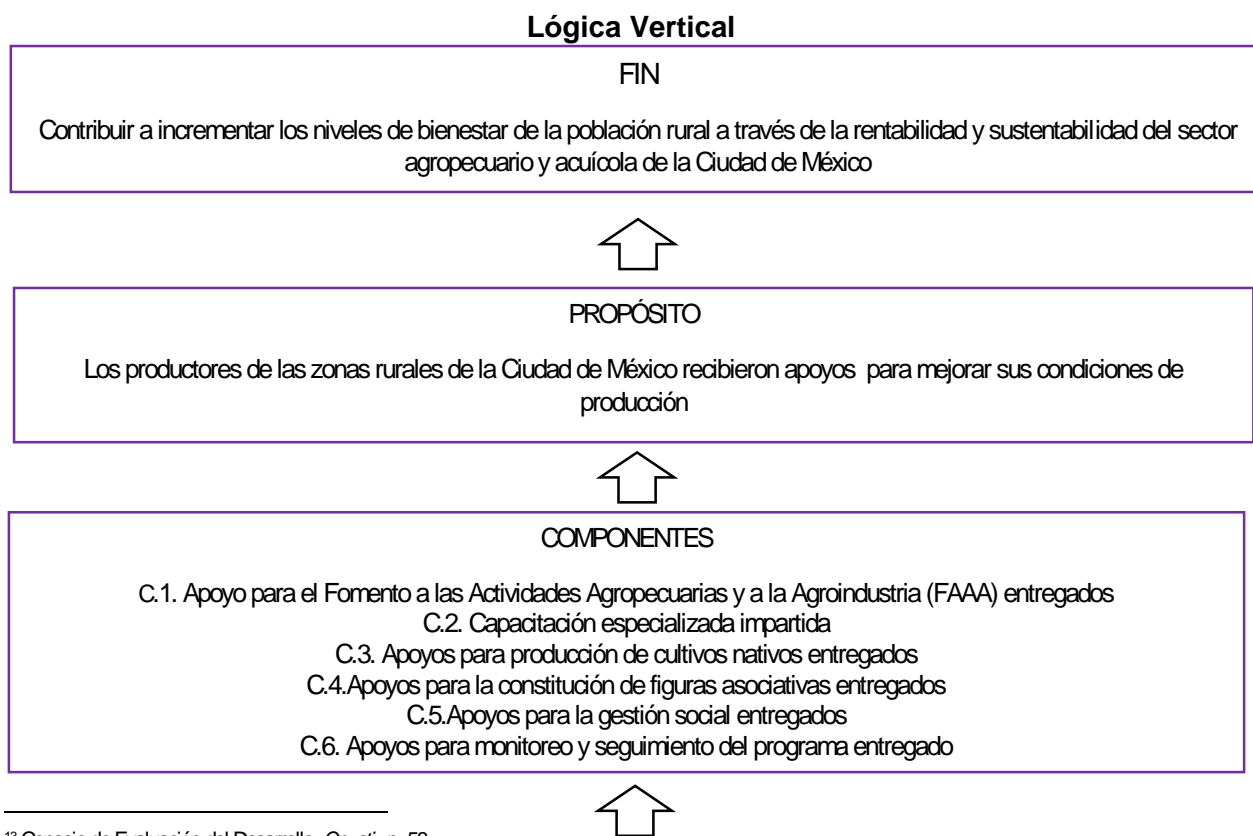 Lógica Vertical
FIN
Contribuir a incrementar los niveles de bienestar de la población rural a través de la rentabilidad y sustentabilidad del sector
agropecuario y acuícola de la Ciudad de México
PROPÓSITO
Los productores de las zonas rurales de la Ciudad de México recibieron apoyos para mejorar sus condiciones de
producción
COMPONENTES
C.1. Apoyo para el Fomento a las Actividades Agropecuarias y a la Agroindustria (FAAA) entregados
C.2. Capacitación especializada impartida
C.3. Apoyos para producción de cultivos nativos entregados
C.4.Apoyos para la constitución de figuras asociativas entregados
C.5.Apoyos para la gestión social entregados
C.6. Apoyos para monitoreo y seguimiento del programa entregado